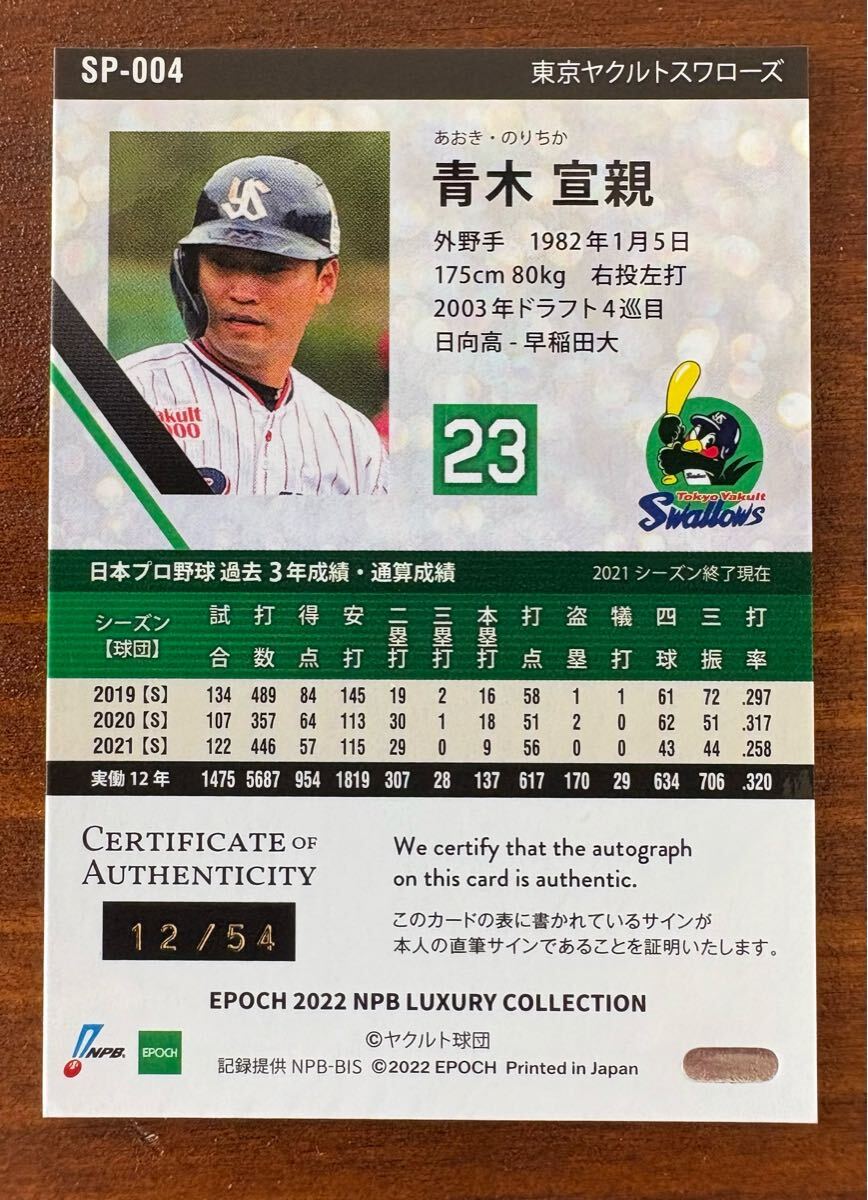 SP-004 東京ヤクルトスワローズ
あおき・のりちか
青木 宣親
外野手 1982年1月5日
175cm 80kg 右投左打
2003年ドラフト4巡目
日向高 - 早稲田大
YS
akult
000
23
Tokyo Yakult
Swallows
日本プロ野球 過去3年成績・通算成績 2021 シーズン終了現在
シーズン【球団】 試合 打数 得点 安打 二塁打 三塁打 本塁打 打点 盗塁 犠打 四球 三振 打率
2019【S】 134 489 84 145 19 2 16 58 1 1 61 72 .297
2020【S】 107 357 64 113 30 1 18 51 2 0 62 51 .317
2021【S】 122 446 57 115 29 0 9 56 0 0 43 44 .258
実働12年 1475 5687 954 1819 307 28 137 617 170 29 634 706 .320
CERTIFICATE OF
AUTHENTICITY
12/54
We certify that the autograph
on this card is authentic.
このカードの表に書かれているサインが
本人の直筆サインであることを証明いたします。
EPOCH 2022 NPB LUXURY COLLECTION
NPB EPOCH
©ヤクルト球団
記録提供 NPB-BIS ©2022 EPOCH Printed in Japan